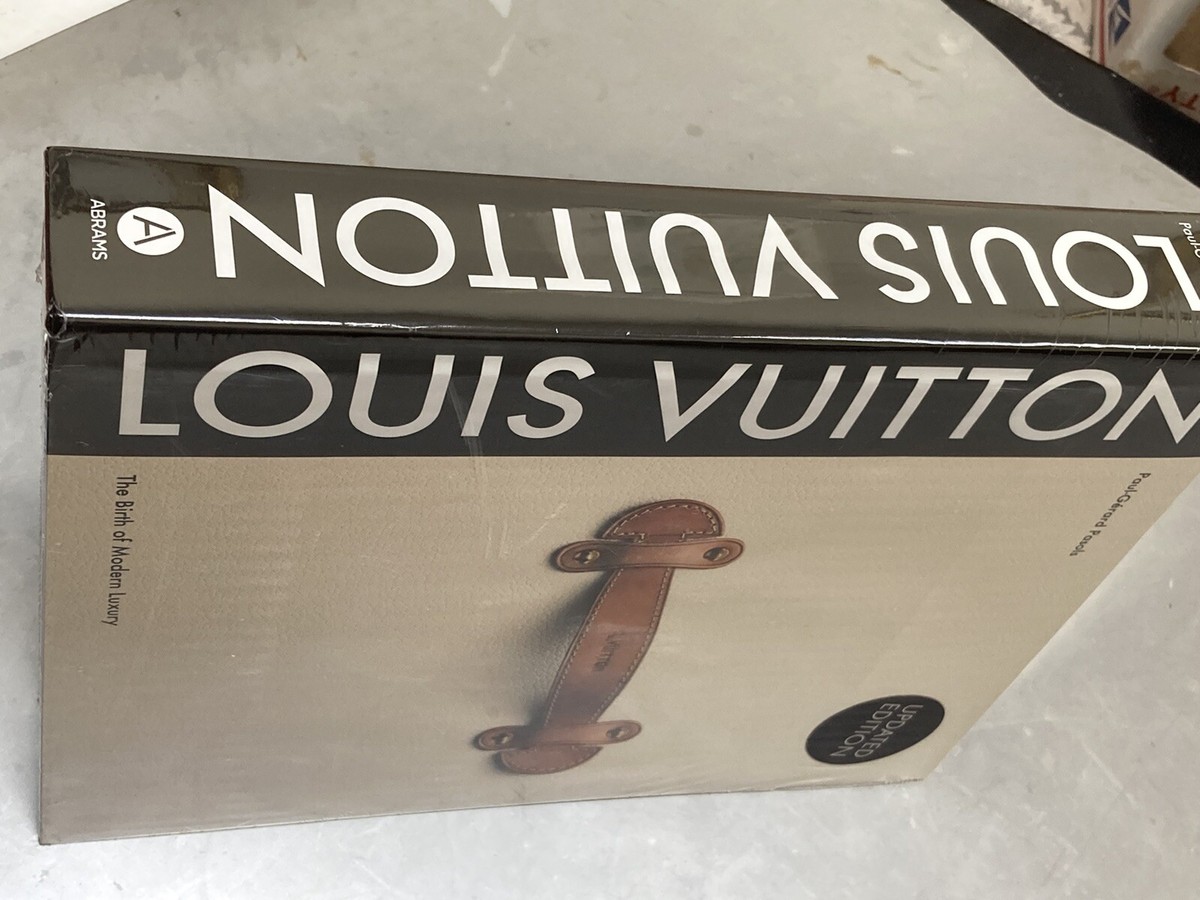 LOUIS VUITTON
ABRAMS
A
LOUIS VUITTON
Paul-Gérard Pasols
The Birth of Modern Luxury
UPDATED
EDITION